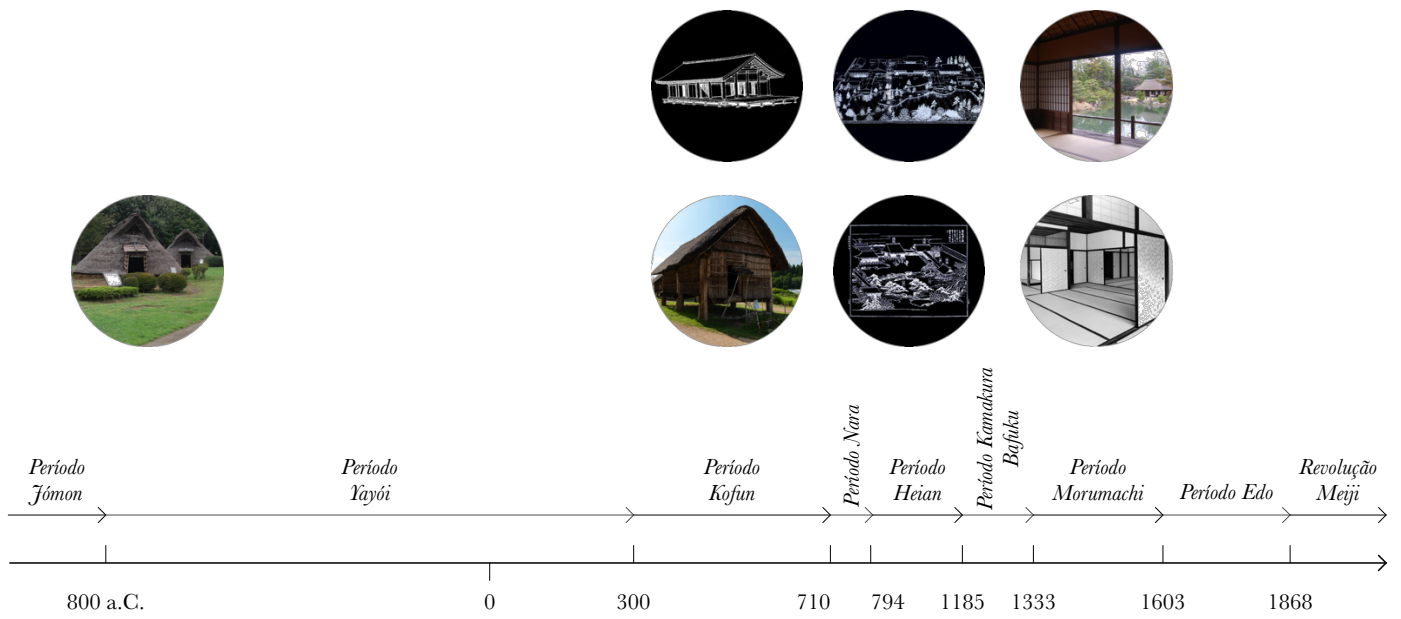 Período
Jómon
Período
Yayói
Período
Kofun
Período Nara
Período
Heian
Período Kamakura
Bafuku
Período
Morumachi
Período Edo
Revolução
Meiji
800 a.C.
0
300
710
794
1185
1333
1603
1868